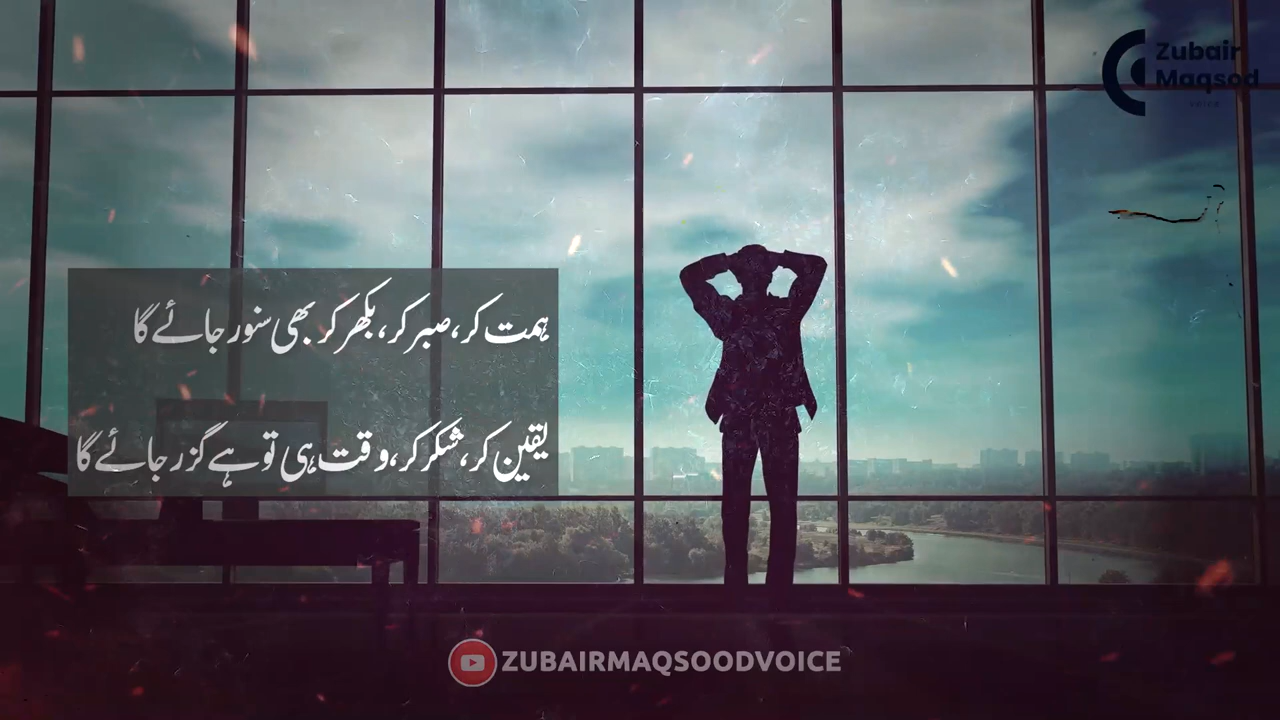 Zubair
Maqsod
VOICE
ہمت کر، صبر کر، بکھر کر بھی سنور جائے گا
یقین کر، شکر کر، وقت ہی تو ہے گزر جائے گا
ZUBAIRMAQSOODVOICE